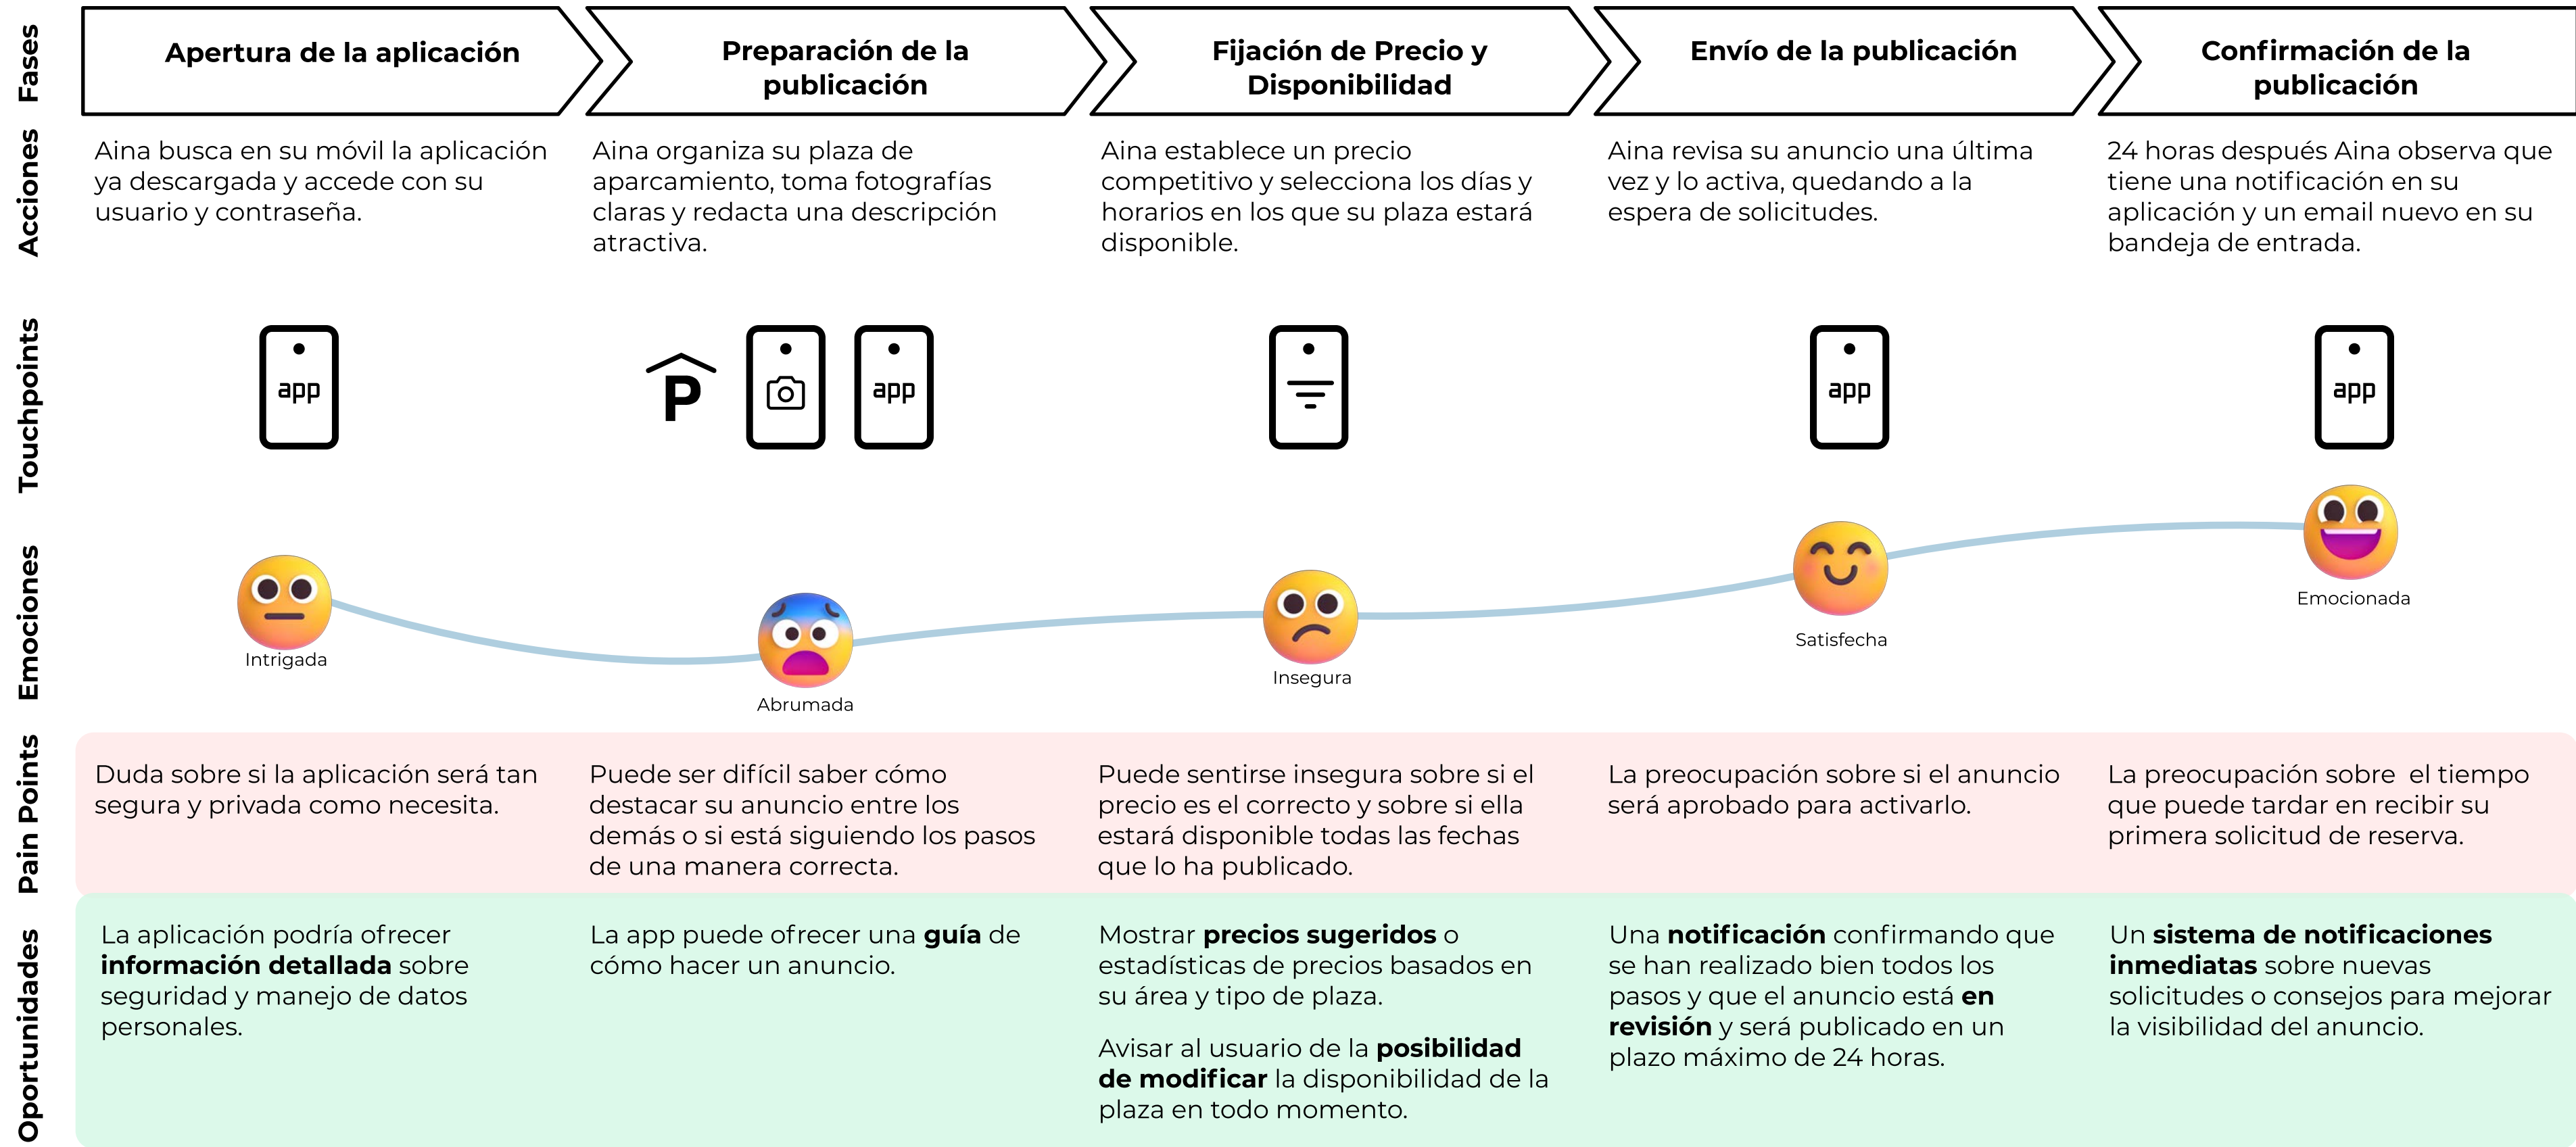 Fases
Apertura de la aplicación
Preparación de la
publicación
Fijación de Precio y
Disponibilidad
Envío de la publicación
Confirmación de la
publicación
Acciones
Aina busca en su móvil la aplicación
ya descargada y accede con su
usuario y contraseña.
Aina organiza su plaza de
aparcamiento, toma fotografías
claras y redacta una descripción
atractiva.
Aina establece un precio
competitivo y selecciona los días y
horarios en los que su plaza estará
disponible.
Aina revisa su anuncio una última
vez y lo activa, quedando a la
espera de solicitudes.
24 horas después Aina observa que
tiene una notificación en su
aplicación y un email nuevo en su
bandeja de entrada.
Touchpoints
app
P
app
app
app
Emociones
Intrigada
Abrumada
Insegura
Satisfecha
Emocionada
Pain Points
Duda sobre si la aplicación será tan
segura y privada como necesita.
Puede ser difícil saber cómo
destacar su anuncio entre los
demás o si está siguiendo los pasos
de una manera correcta.
Puede sentirse insegura sobre si el
precio es el correcto y sobre si ella
estará disponible todas las fechas
que lo ha publicado.
La preocupación sobre si el anuncio
será aprobado para activarlo.
La preocupación sobre el tiempo
que puede tardar en recibir su
primera solicitud de reserva.
Oportunidades
La aplicación podría ofrecer
información detallada sobre
seguridad y manejo de datos
personales.
La app puede ofrecer una guía de
cómo hacer un anuncio.
Mostrar precios sugeridos o
estadísticas de precios basados en
su área y tipo de plaza.
Avisar al usuario de la posibilidad
de modificar la disponibilidad de la
plaza en todo momento.
Una notificación confirmando que
se han realizado bien todos los
pasos y que el anuncio está en
revisión y será publicado en un
plazo máximo de 24 horas.
Un sistema de notificaciones
inmediatas sobre nuevas
solicitudes o consejos para mejorar
la visibilidad del anuncio.